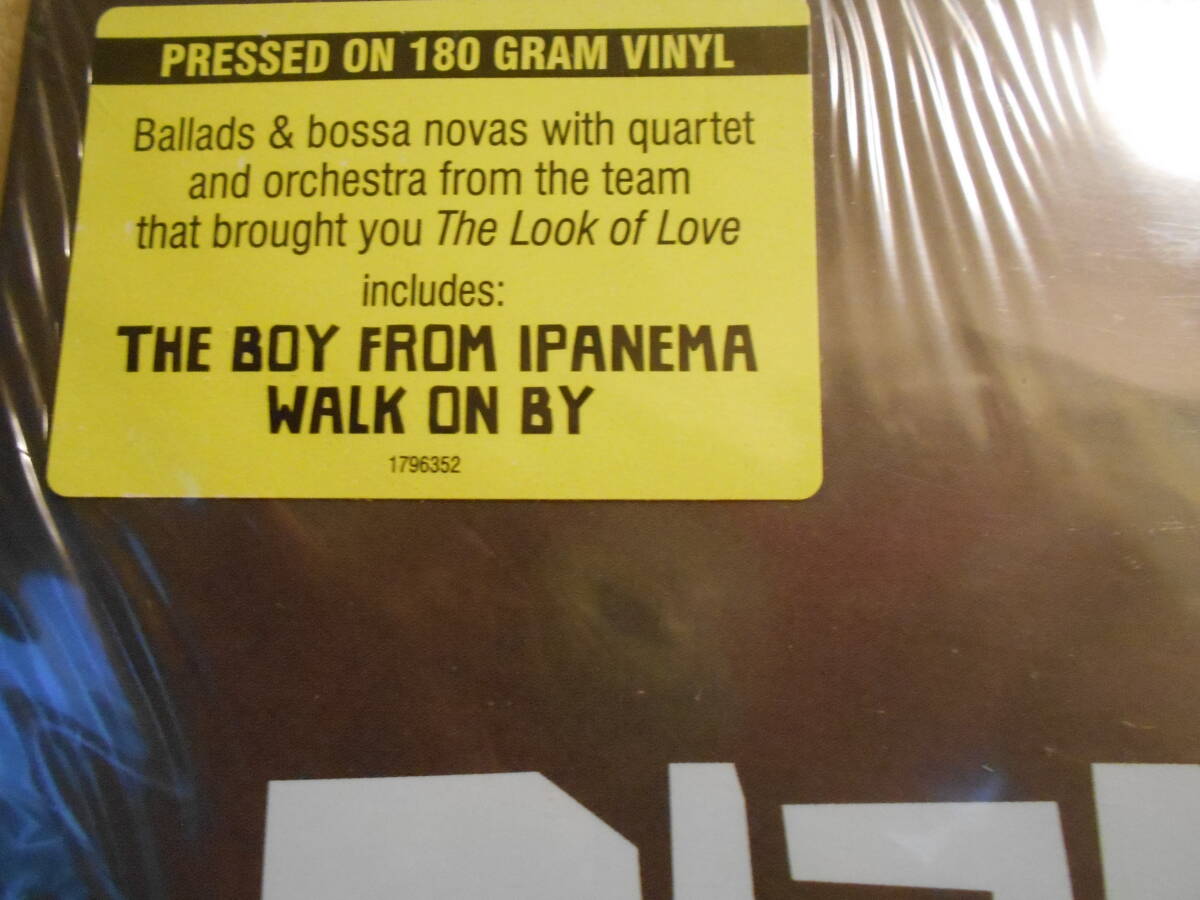 PRESSED ON 180 GRAM VINYL
Ballads & bossa novas with quartet
and orchestra from the team
that brought you The Look of Love
includes:
THE BOY FROM IPANEMA
WALK ON BY
1796352